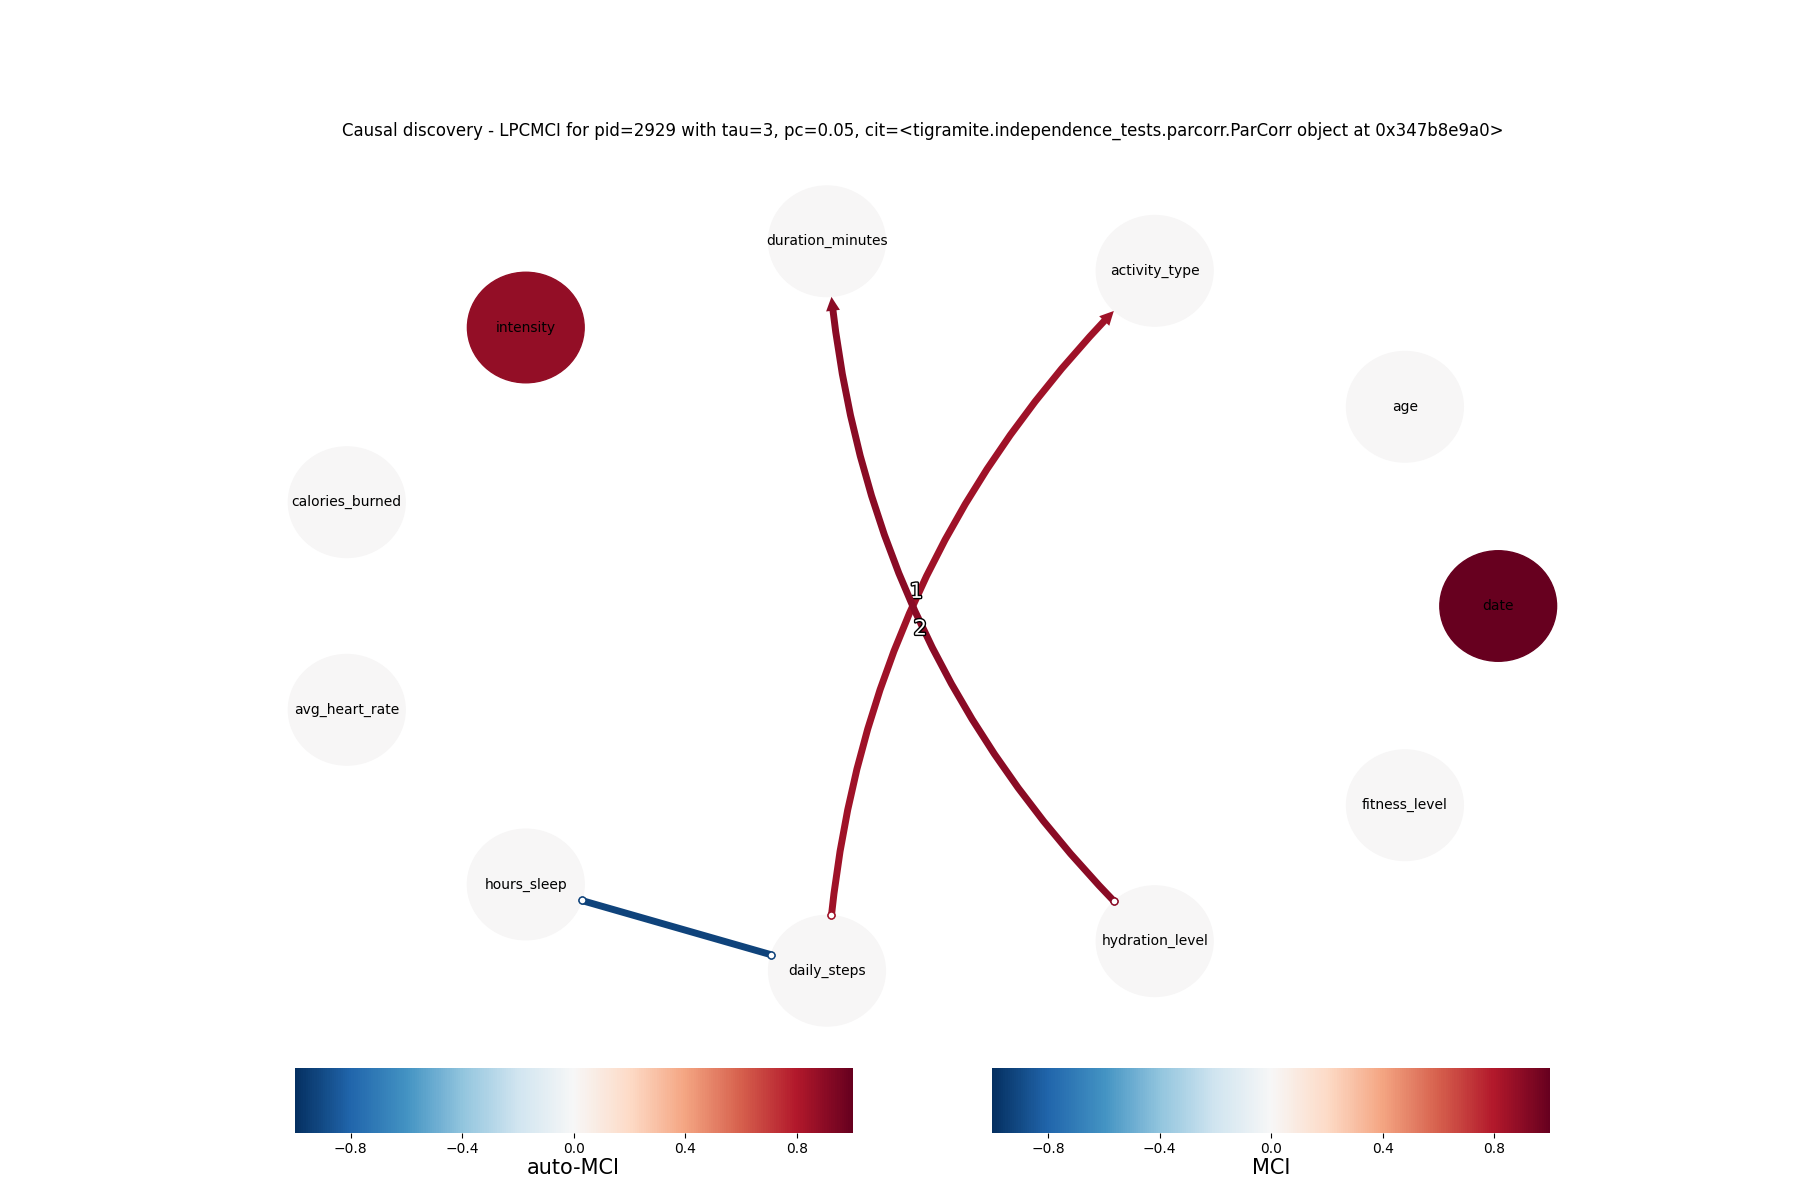 Causal discovery - LPCMCI for pid=2929 with tau=3, pc=0.05, cit=<tigramite.independence_tests.parcorr.ParCorr object at 0x347b8e9a0>
duration_minutes
activity_type
intensity
age
calories_burned
1
date
2
avg_heart_rate
fitness_level
hours_sleep
hydration_level
daily_steps
−0.8 −0.4 0.0 0.4 0.8
auto-MCI
−0.8 −0.4 0.0 0.4 0.8
MCI